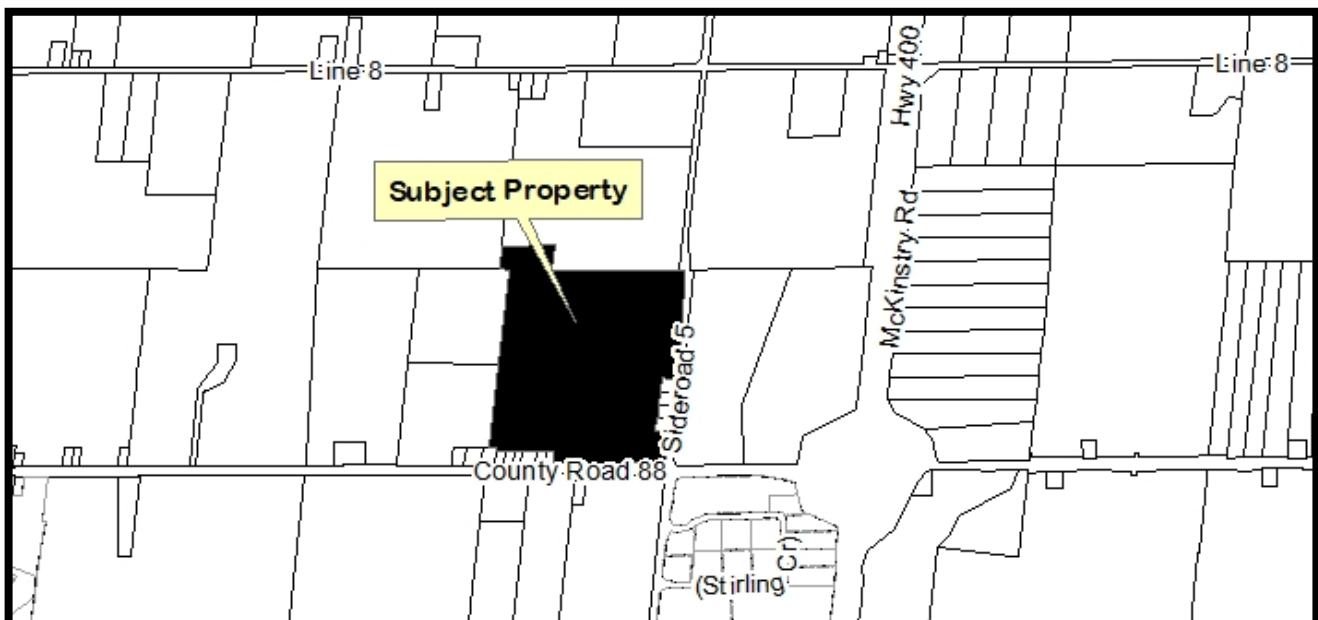 Line 8
Hwy 400
Line 8
Subject Property
McKinstry Rd
Sideroad 5
County Road 88
(Stirling Cr)